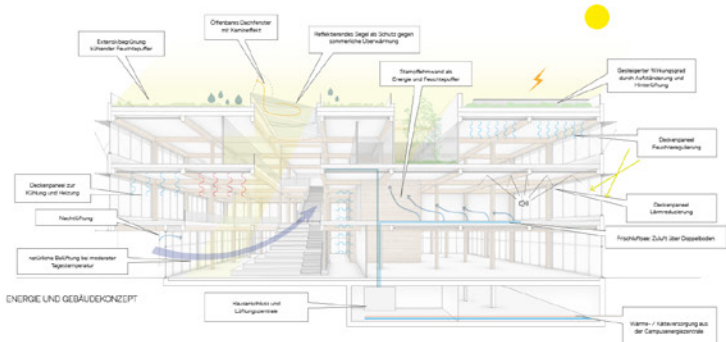 Öffenbares Dachfenster
mit Kamineffekt
Extensivbegrünung
kühlender Feuchtepuffer
Reflektierendes Segel als Schutz gegen
sommerliche Überwärmung
Stampflehmwand als
Energie und Feuchtepuffer
Gesteigerter Wirkungsgrad
durch Aufständerung und
Hinterlüftung
Deckenpaneel
Feuchteregulierung
Deckenpaneel zur
Kühlung und Heizung
Deckenpaneel
Lärmreduzierung
Nachtlüftung
Frischluftbox: Zuluft über Doppelboden
natürliche Belüftung bei moderater
Tagestemperatur
ENERGIE UND GEBÄUDEKONZEPT
Hausanschluss und
Lüftungszentrale
Wärme- / Kälteversorgung aus
der Campusenergiezentrale